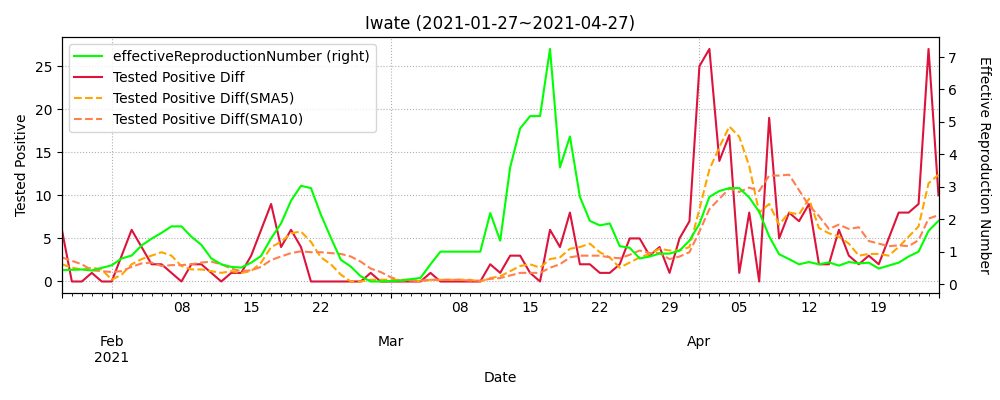 Iwate (2021-01-27~2021-04-27)
effectiveReproductionNumber (right)
Tested Positive Diff
Tested Positive Diff(SMA5)
Tested Positive Diff(SMA10)
Tested Positive
25
20
15
10
5
0
7
6
5
4
3
2
1
0
Effective Reproduction Number
08 15 22 08 15 22 29 05 12 19
Feb Mar Apr
2021
Date